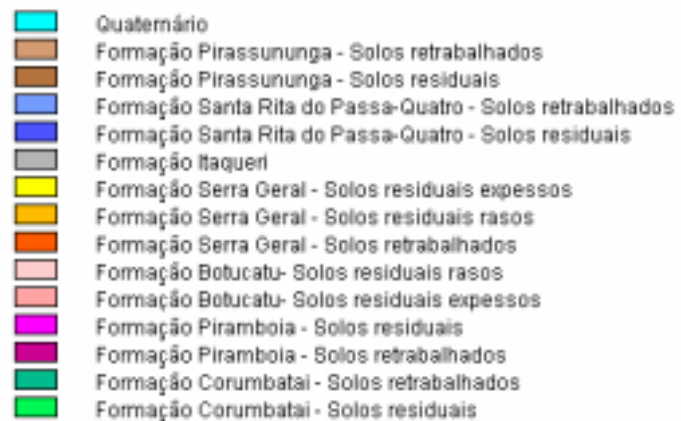 Quaternário
Formação Pirassununga - Solos retrabalhados
Formação Pirassununga - Solos residuais
Formação Santa Rita do Passa-Quatro - Solos retrabalhados
Formação Santa Rita do Passa-Quatro - Solos residuais
Formação Itaqueri
Formação Serra Geral - Solos residuais expessos
Formação Serra Geral - Solos residuais rasos
Formação Serra Geral - Solos retrabalhados
Formação Botucatu- Solos residuais rasos
Formação Botucatu- Solos residuais expessos
Formação Piramboia - Solos residuais
Formação Piramboia - Solos retrabalhados
Formação Corumbatai - Solos retrabalhados
Formação Corumbatai - Solos residuais